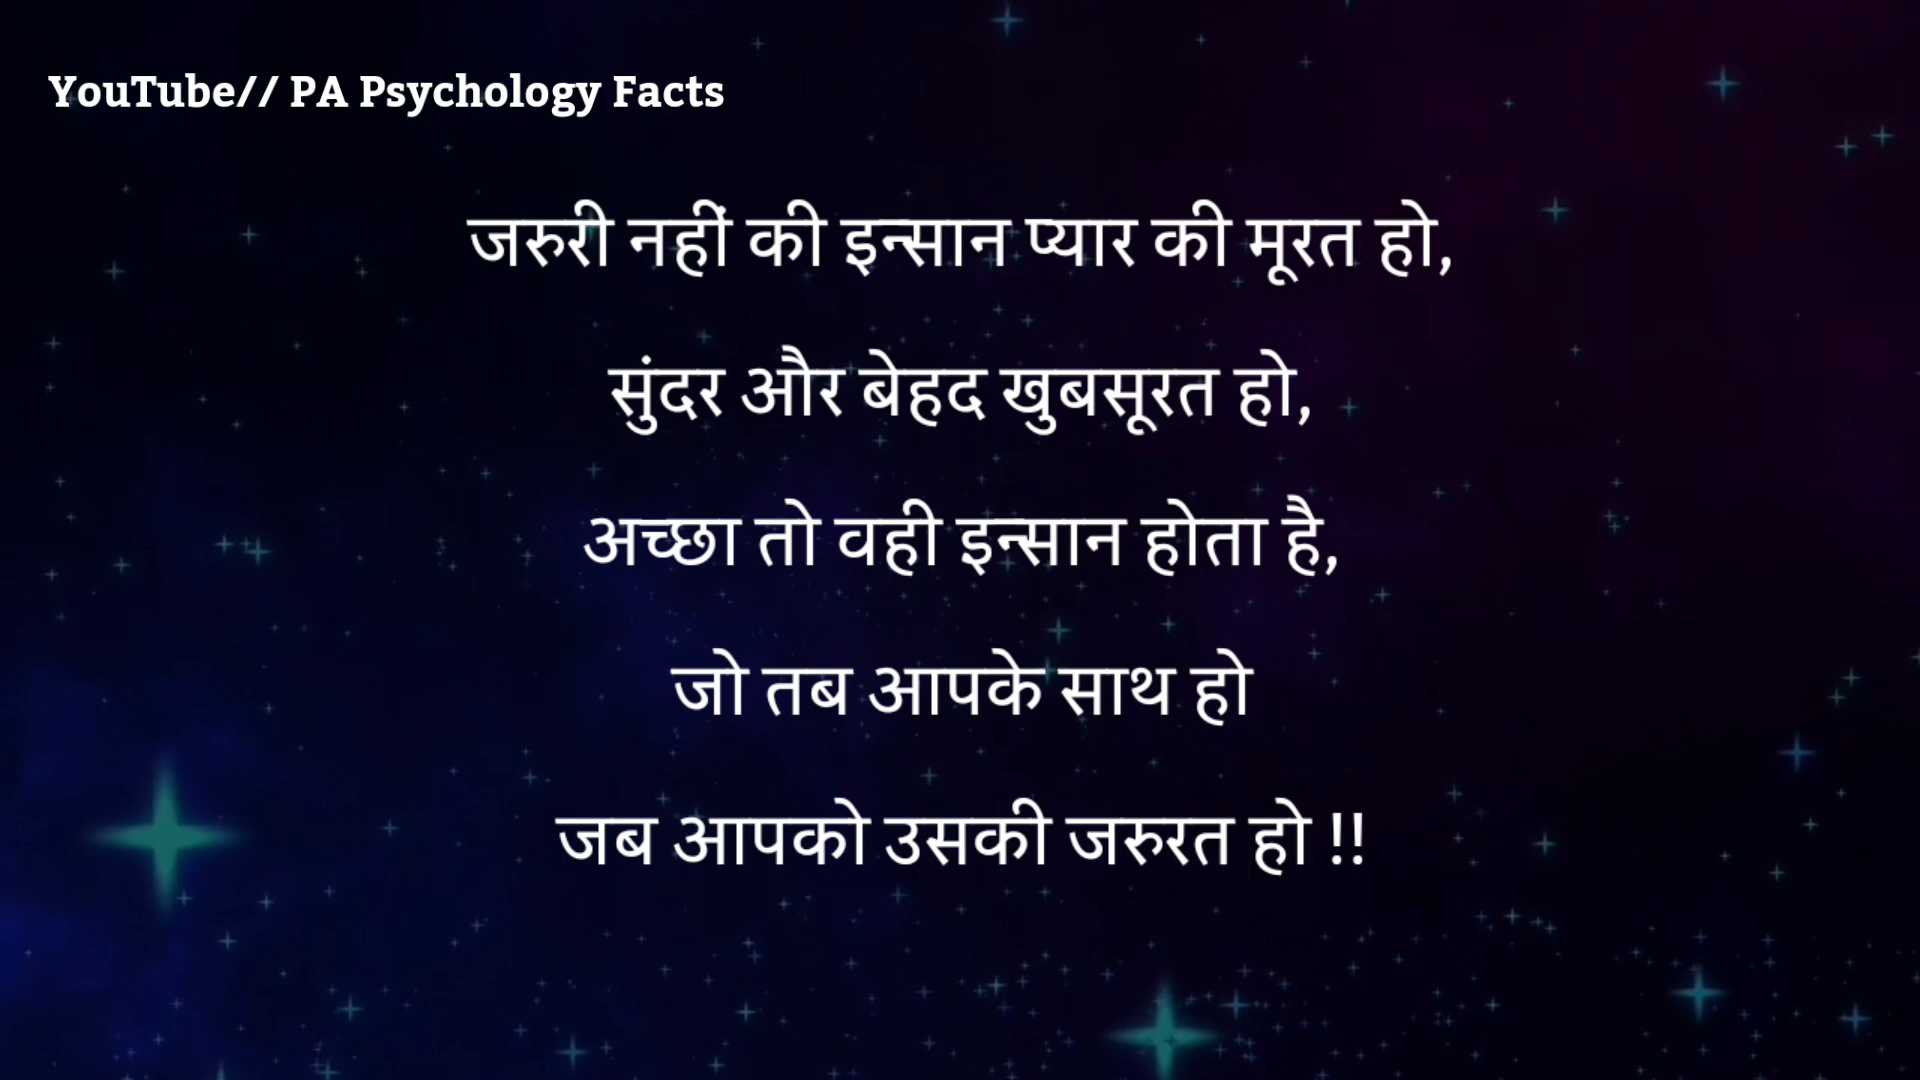 YouTube// PA Psychology Facts
जरुरी नहीं की इन्सान प्यार की मूरत हो,
सुंदर और बेहद खुबसूरत हो,
अच्छा तो वही इन्सान होता है,
जो तब आपके साथ हो
जब आपको उसकी जरुरत हो !!